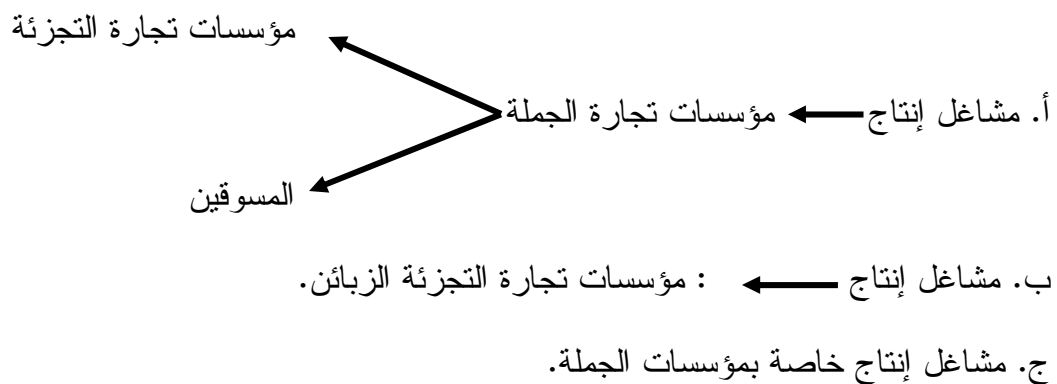 مؤسسات تجارة التجزئة
أ. مشاغل إنتاج مؤسسات تجارة الجملة
المسوقين
ب. مشاغل إنتاج : مؤسسات تجارة التجزئة الزبائن.
ج. مشاغل إنتاج خاصة بمؤسسات الجملة.